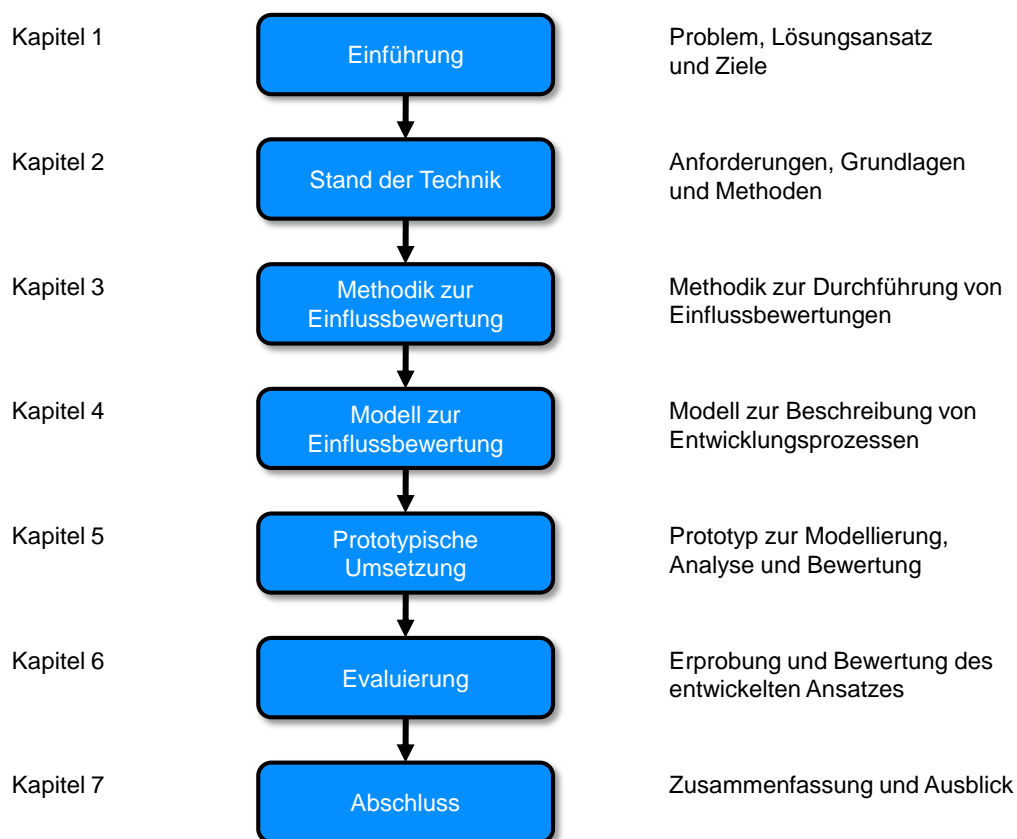 Kapitel 1
Einführung
Problem, Lösungsansatz
und Ziele
Kapitel 2
Stand der Technik
Anforderungen, Grundlagen
und Methoden
Kapitel 3
Methodik zur
Einflussbewertung
Methodik zur Durchführung von
Einflussbewertungen
Kapitel 4
Modell zur
Einflussbewertung
Modell zur Beschreibung von
Entwicklungsprozessen
Kapitel 5
Prototypische
Umsetzung
Prototyp zur Modellierung,
Analyse und Bewertung
Kapitel 6
Evaluierung
Erprobung und Bewertung des
entwickelten Ansatzes
Kapitel 7
Abschluss
Zusammenfassung und Ausblick